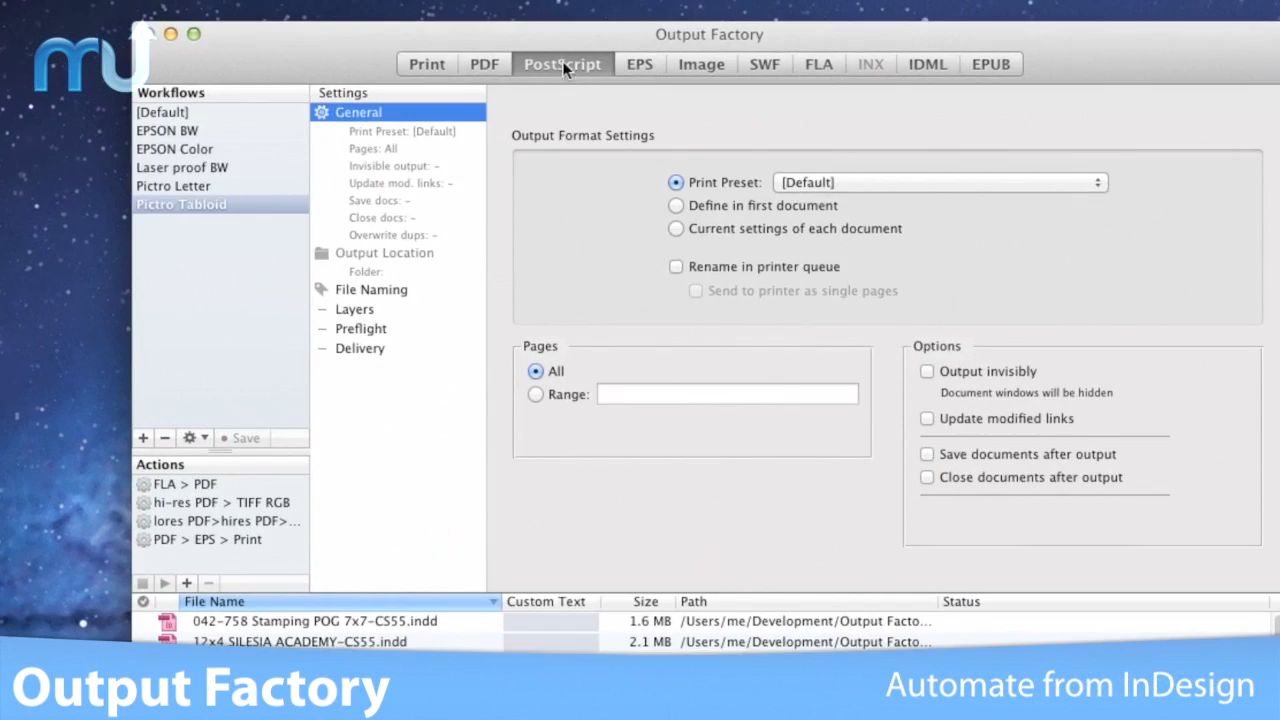 mu
Output Factory
Print PDF PostScript EPS Image SWF FLA INX IDML EPUB
Workflows
[Default]
EPSON BW
EPSON Color
Laser proof BW
Pictro Letter
Pictro Tabloid
+ − Save
Actions
FLA > PDF
hi-res PDF > TIFF RGB
lores PDF>hires PDF>...
PDF > EPS > Print
+ −
Settings
General
Print Preset: [Default]
Pages: All
Invisible output: –
Update mod. links: –
Save docs: –
Close docs: –
Overwrite dups: –
Output Location
Folder:
File Naming
– Layers
– Preflight
– Delivery
Output Format Settings
Print Preset: [Default]
Define in first document
Current settings of each document
Rename in printer queue
Send to printer as single pages
Pages
All
Range:
Options
Output invisibly
Document windows will be hidden
Update modified links
Save documents after output
Close documents after output
File Name Custom Text Size Path Status
042-758 Stamping POG 7x7-CS55.indd 1.6 MB /Users/me/Development/Output Facto...
12x4 SILESIA ACADEMY-CS55.indd 2.1 MB /Users/me/Development/Output Facto...
Output Factory
Automate from InDesign